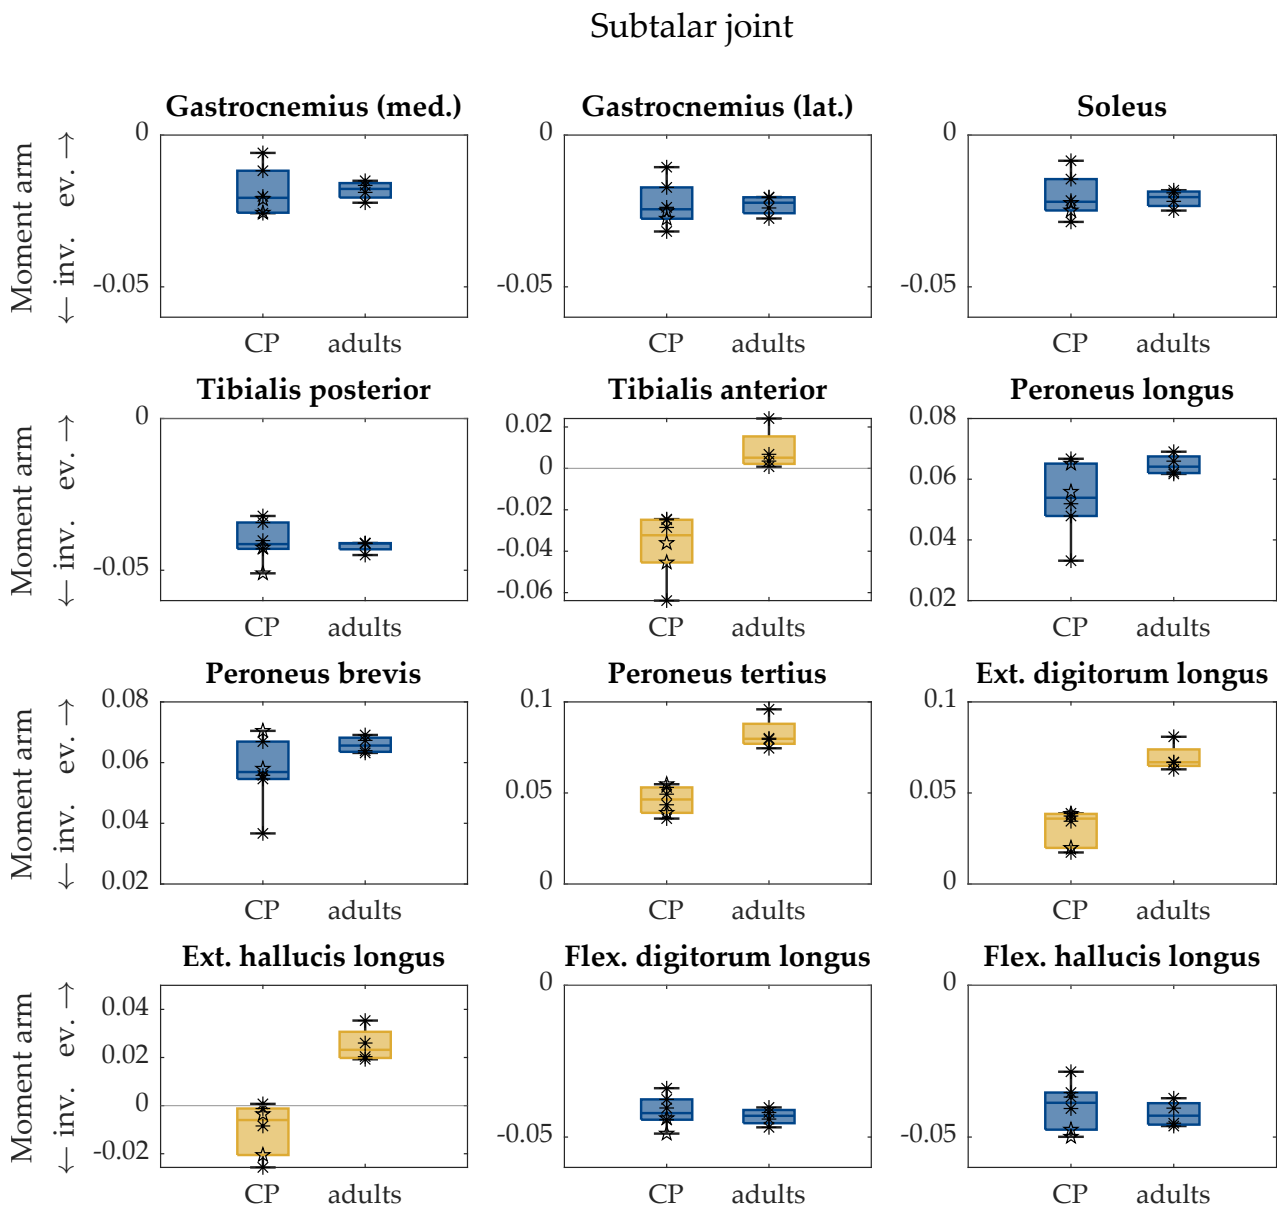 Subtalar joint
Gastrocnemius (med.) Gastrocnemius (lat.) Soleus
Moment arm
← inv. ev. →
0 0 0
-0.05 -0.05 -0.05
CP adults CP adults CP adults
Tibialis posterior Tibialis anterior Peroneus longus
Moment arm
← inv. ev. →
0 0.02 0.08
0 0.06
-0.02 0.04
-0.05 -0.04 0.02
-0.06
CP adults CP adults CP adults
Peroneus brevis Peroneus tertius Ext. digitorum longus
Moment arm
← inv. ev. →
0.08 0.1 0.1
0.06 0.05 0.05
0.04
0.02 0 0
CP adults CP adults CP adults
Ext. hallucis longus Flex. digitorum longus Flex. hallucis longus
Moment arm
← inv. ev. →
0.04 0 0
0.02
0
-0.02 -0.05 -0.05
CP adults CP adults CP adults